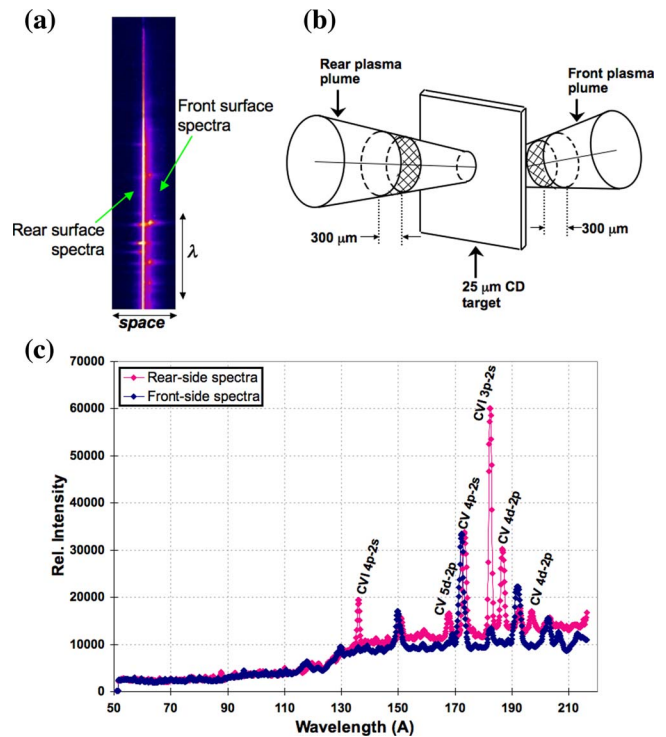 (a)
Front surface
spectra
Rear surface
spectra
λ
space
(b)
Rear plasma
plume
Front plasma
plume
300 μm
300 μm
25 μm CD
target
(c)
70000
60000
50000
40000
30000
20000
10000
0
Rel. Intensity
Rear-side spectra
Front-side spectra
CVI 4p-2s
CV 5d-2p
CV 4p-2s
CVI 3p-2s
CV 4d-2p
CV 4d-2p
50 70 90 110 130 150 170 190 210
Wavelength (A)